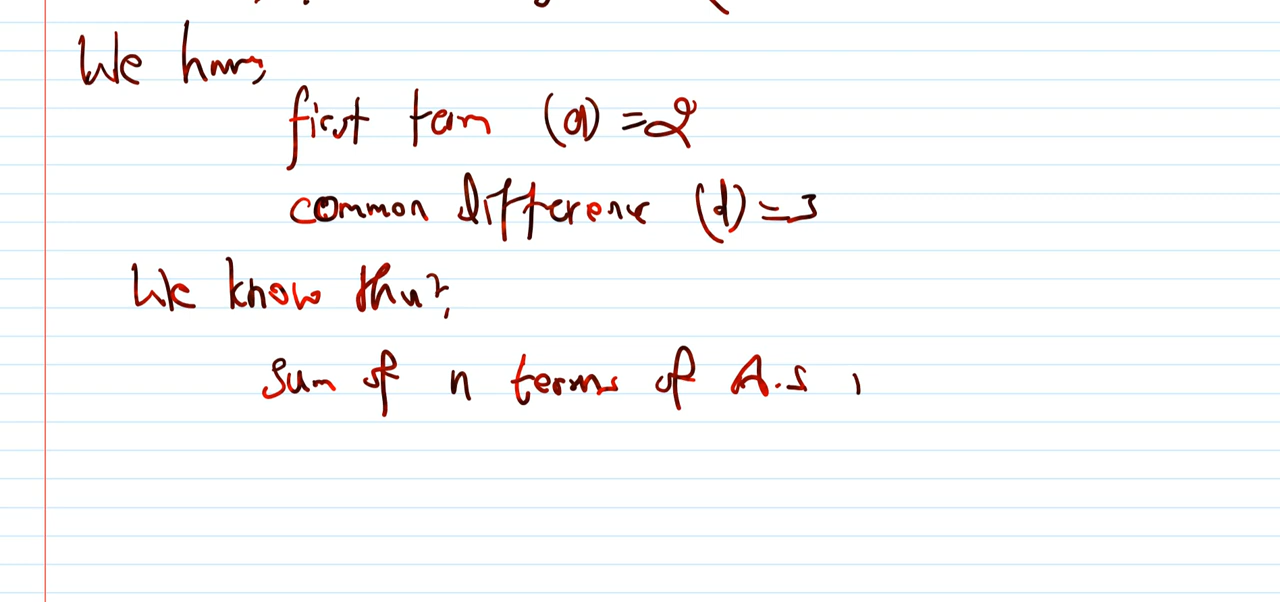 We have,
first term (a) = 2
common difference (d) = 3
We know that,
Sum of n terms of A.S